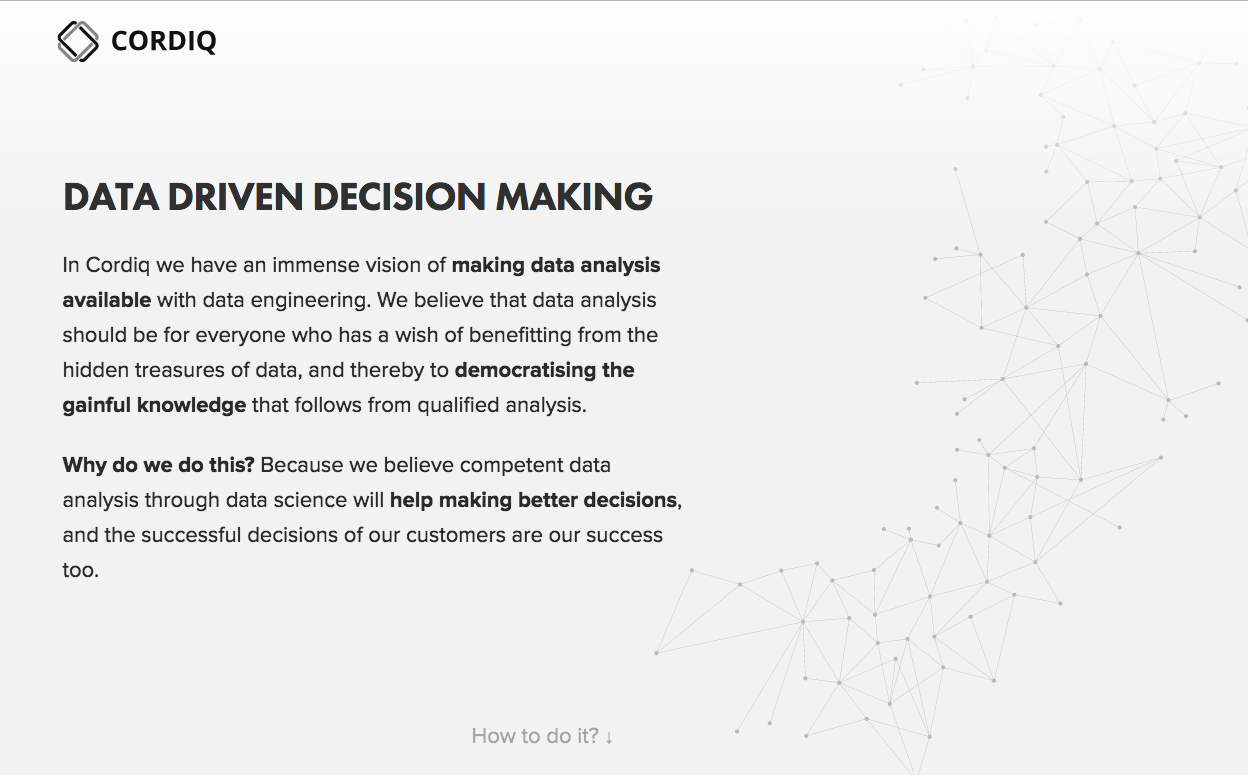 CORDIQ
DATA DRIVEN DECISION MAKING
In Cordiq we have an immense vision of making data analysis
available with data engineering. We believe that data analysis
should be for everyone who has a wish of benefitting from the
hidden treasures of data, and thereby to democratising the
gainful knowledge that follows from qualified analysis.
Why do we do this? Because we believe competent data
analysis through data science will help making better decisions,
and the successful decisions of our customers are our success
too.
How to do it? ↓